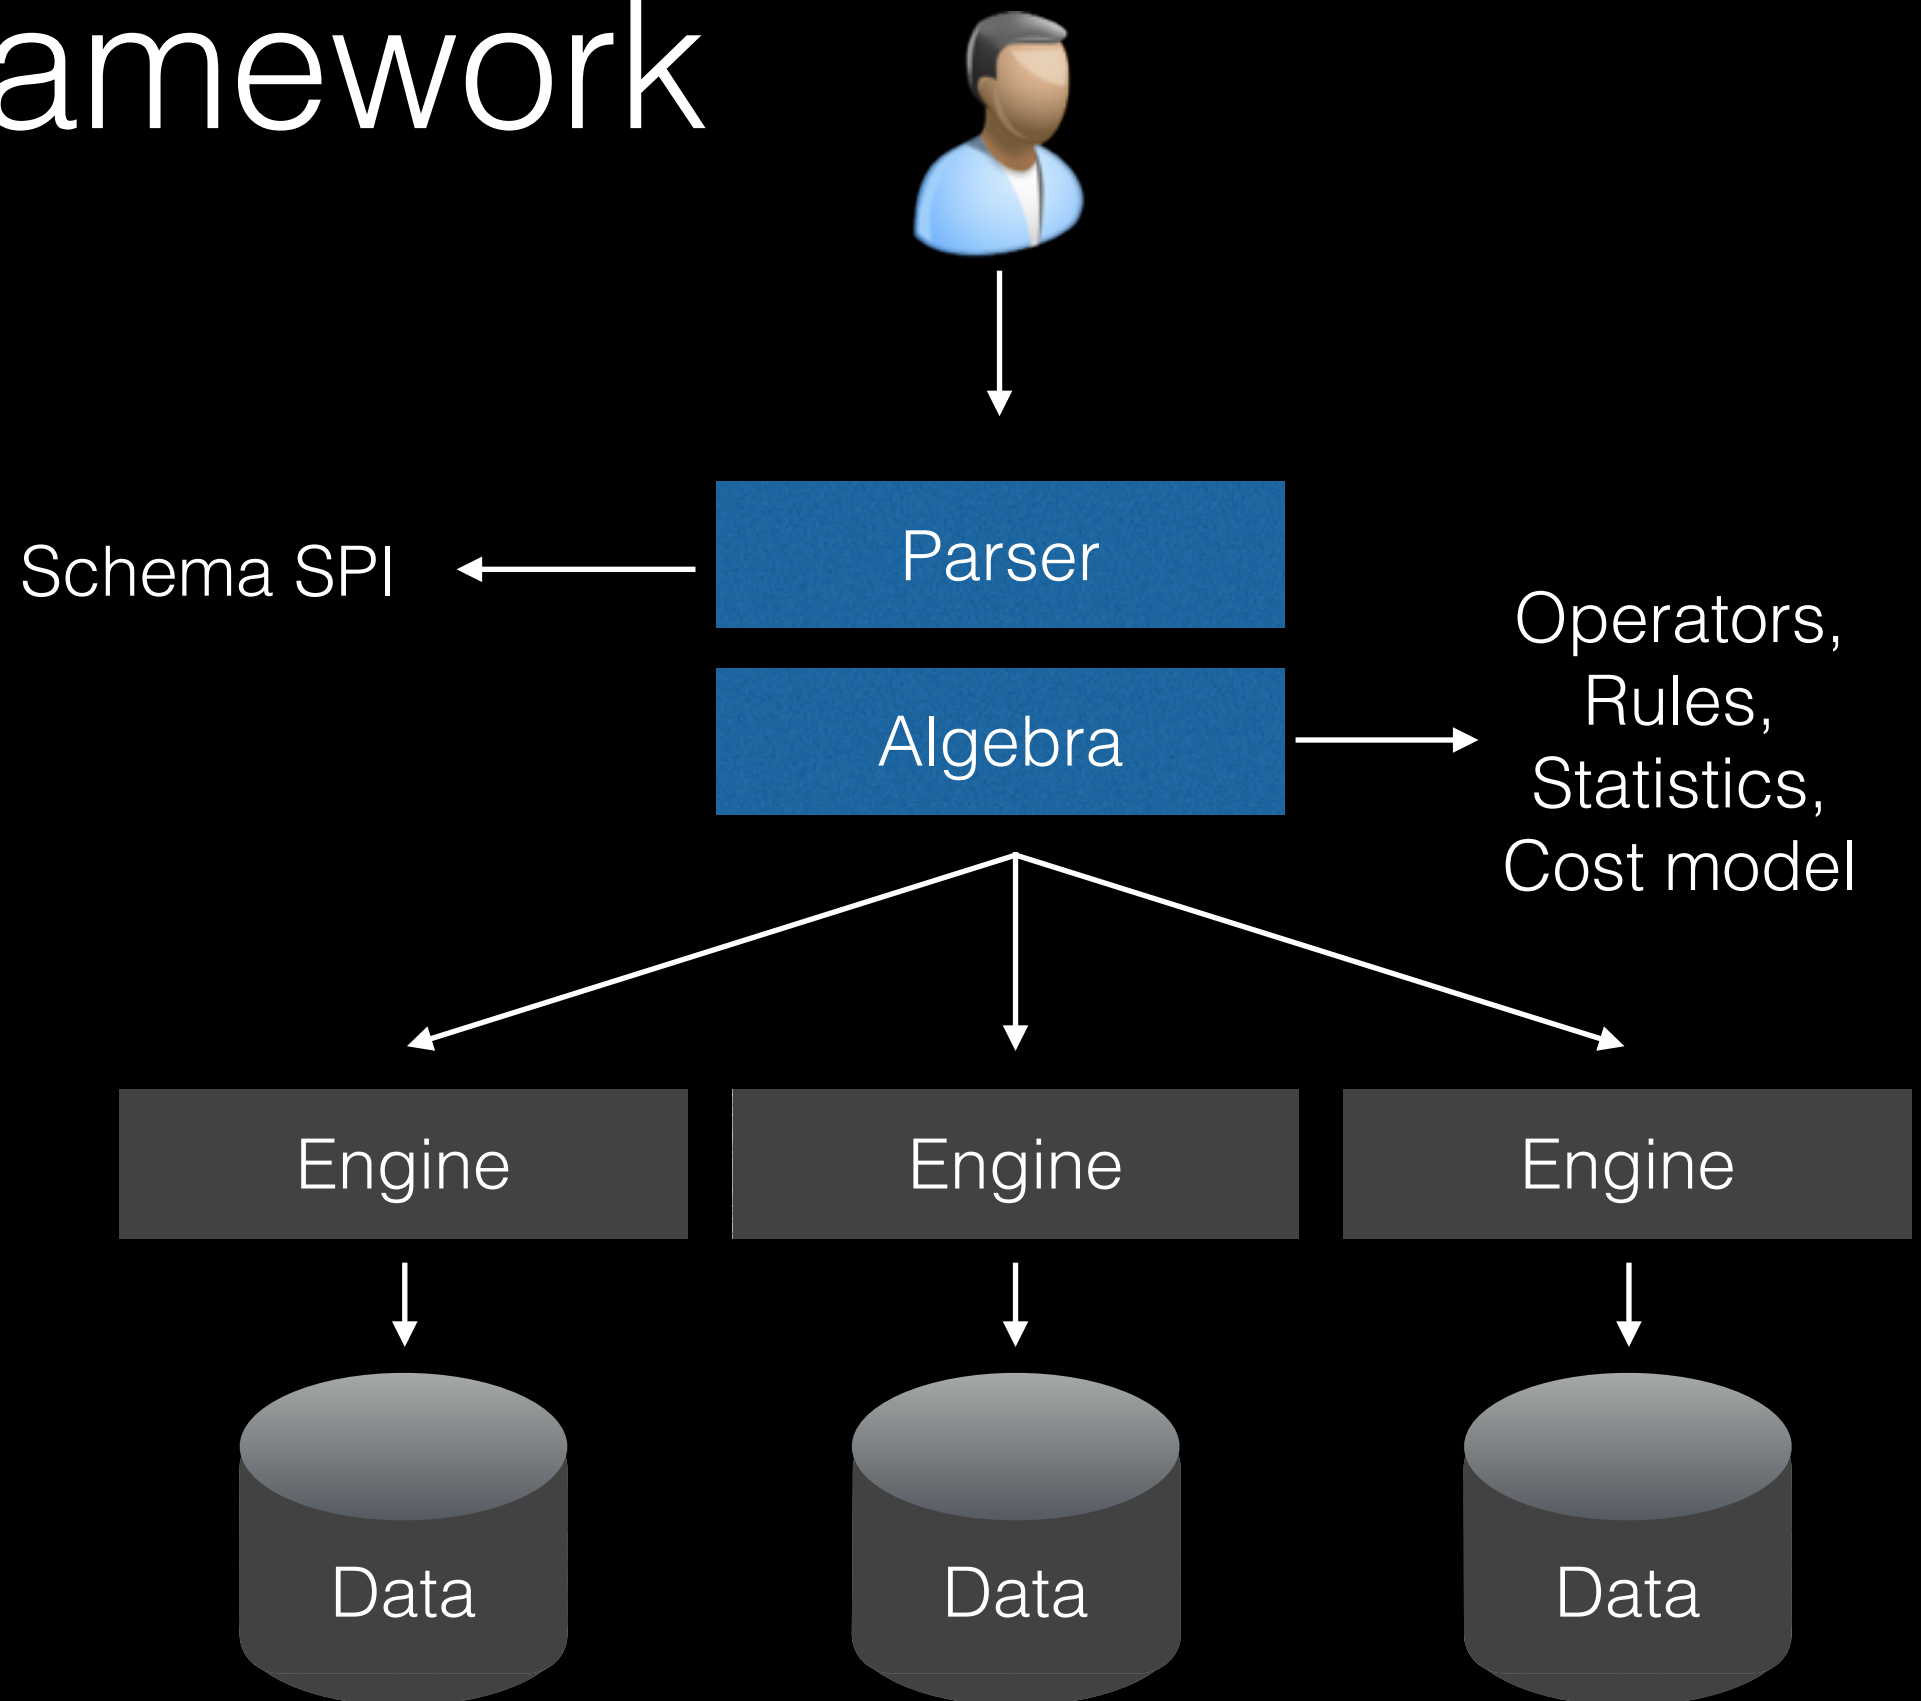 amework
Parser
Schema SPI
Algebra
Operators,
Rules,
Statistics,
Cost model
Engine
Engine
Engine
Data
Data
Data